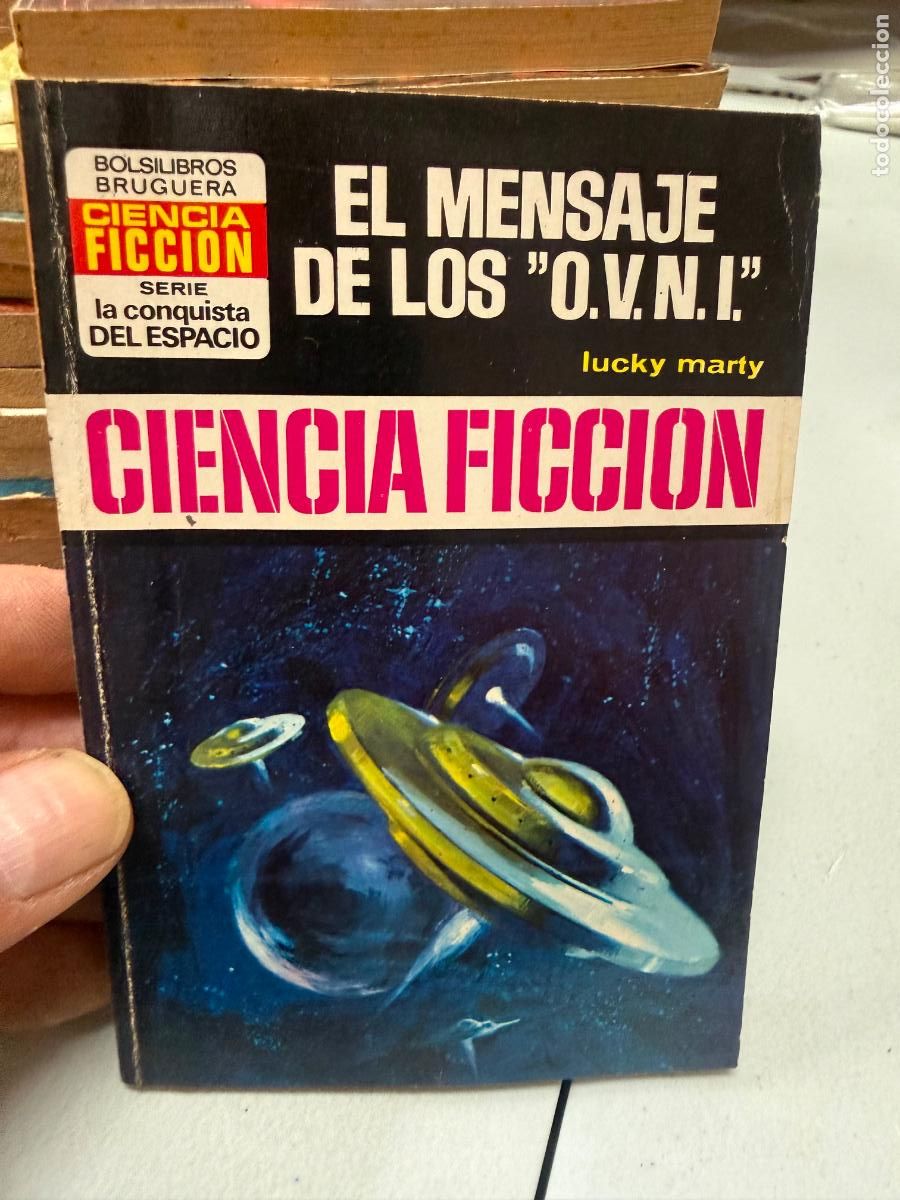 BOLSILIBROS
BRUGUERA
CIENCIA
FICCION
SERIE
la conquista
DEL ESPACIO
EL MENSAJE
DE LOS "O.V.N.I."
lucky marty
CIENCIA FICCION
todocoleccion